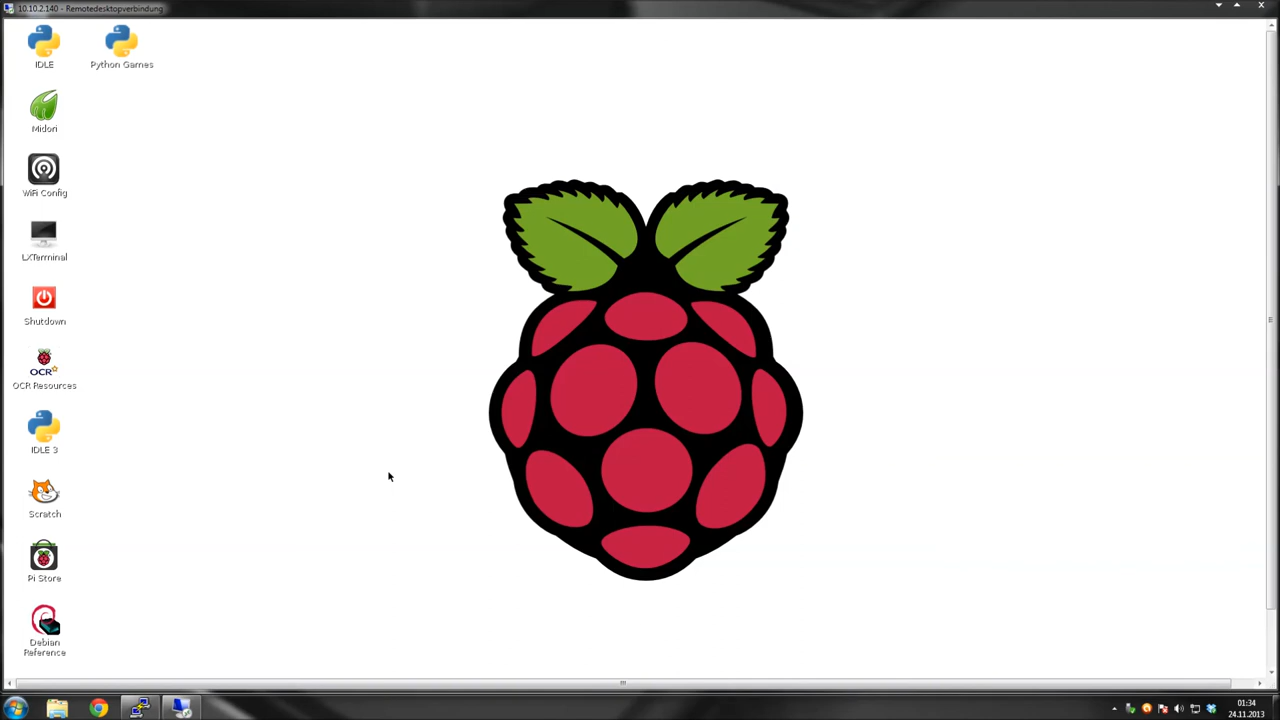 10.10.2.140 - Remotedesktopverbindung
IDLE
Python Games
Midori
WiFi Config
LXTerminal
Shutdown
OCR
OCR Resources
IDLE 3
Scratch
Pi Store
Debian
Reference
01:34
24.11.2013